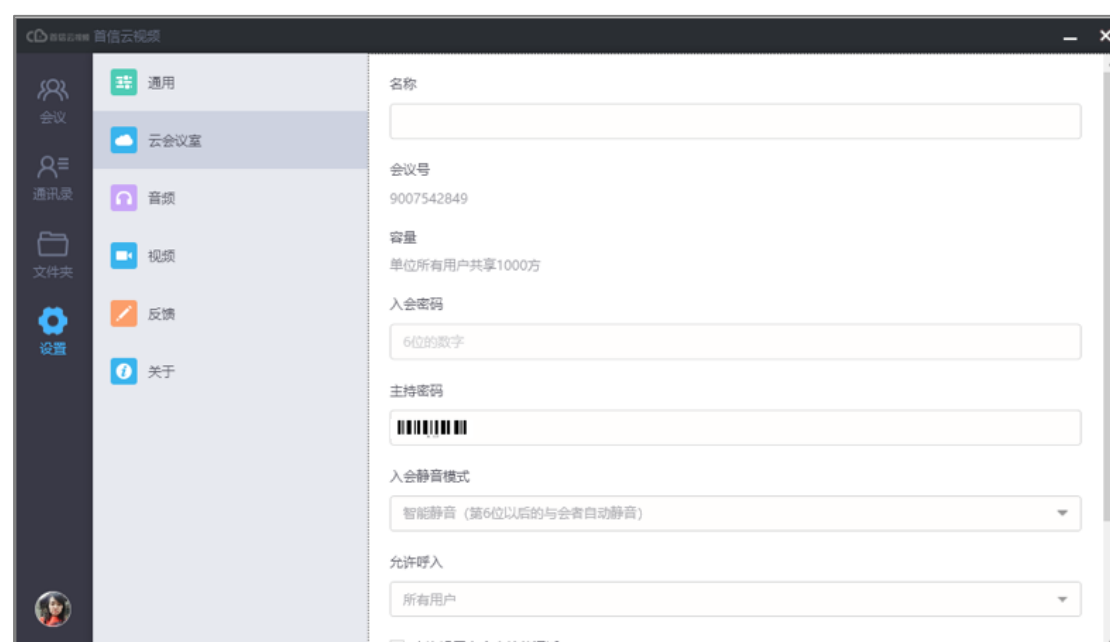 首信云视频
会议
通讯录
文件夹
设置
通用
云会议室
音频
视频
反馈
关于
名称
会议号
9007542849
容量
单位所有用户共享1000方
入会密码
6位的数字
主持密码
入会静音模式
智能静音（第6位以后的与会者自动静音）
允许呼入
所有用户